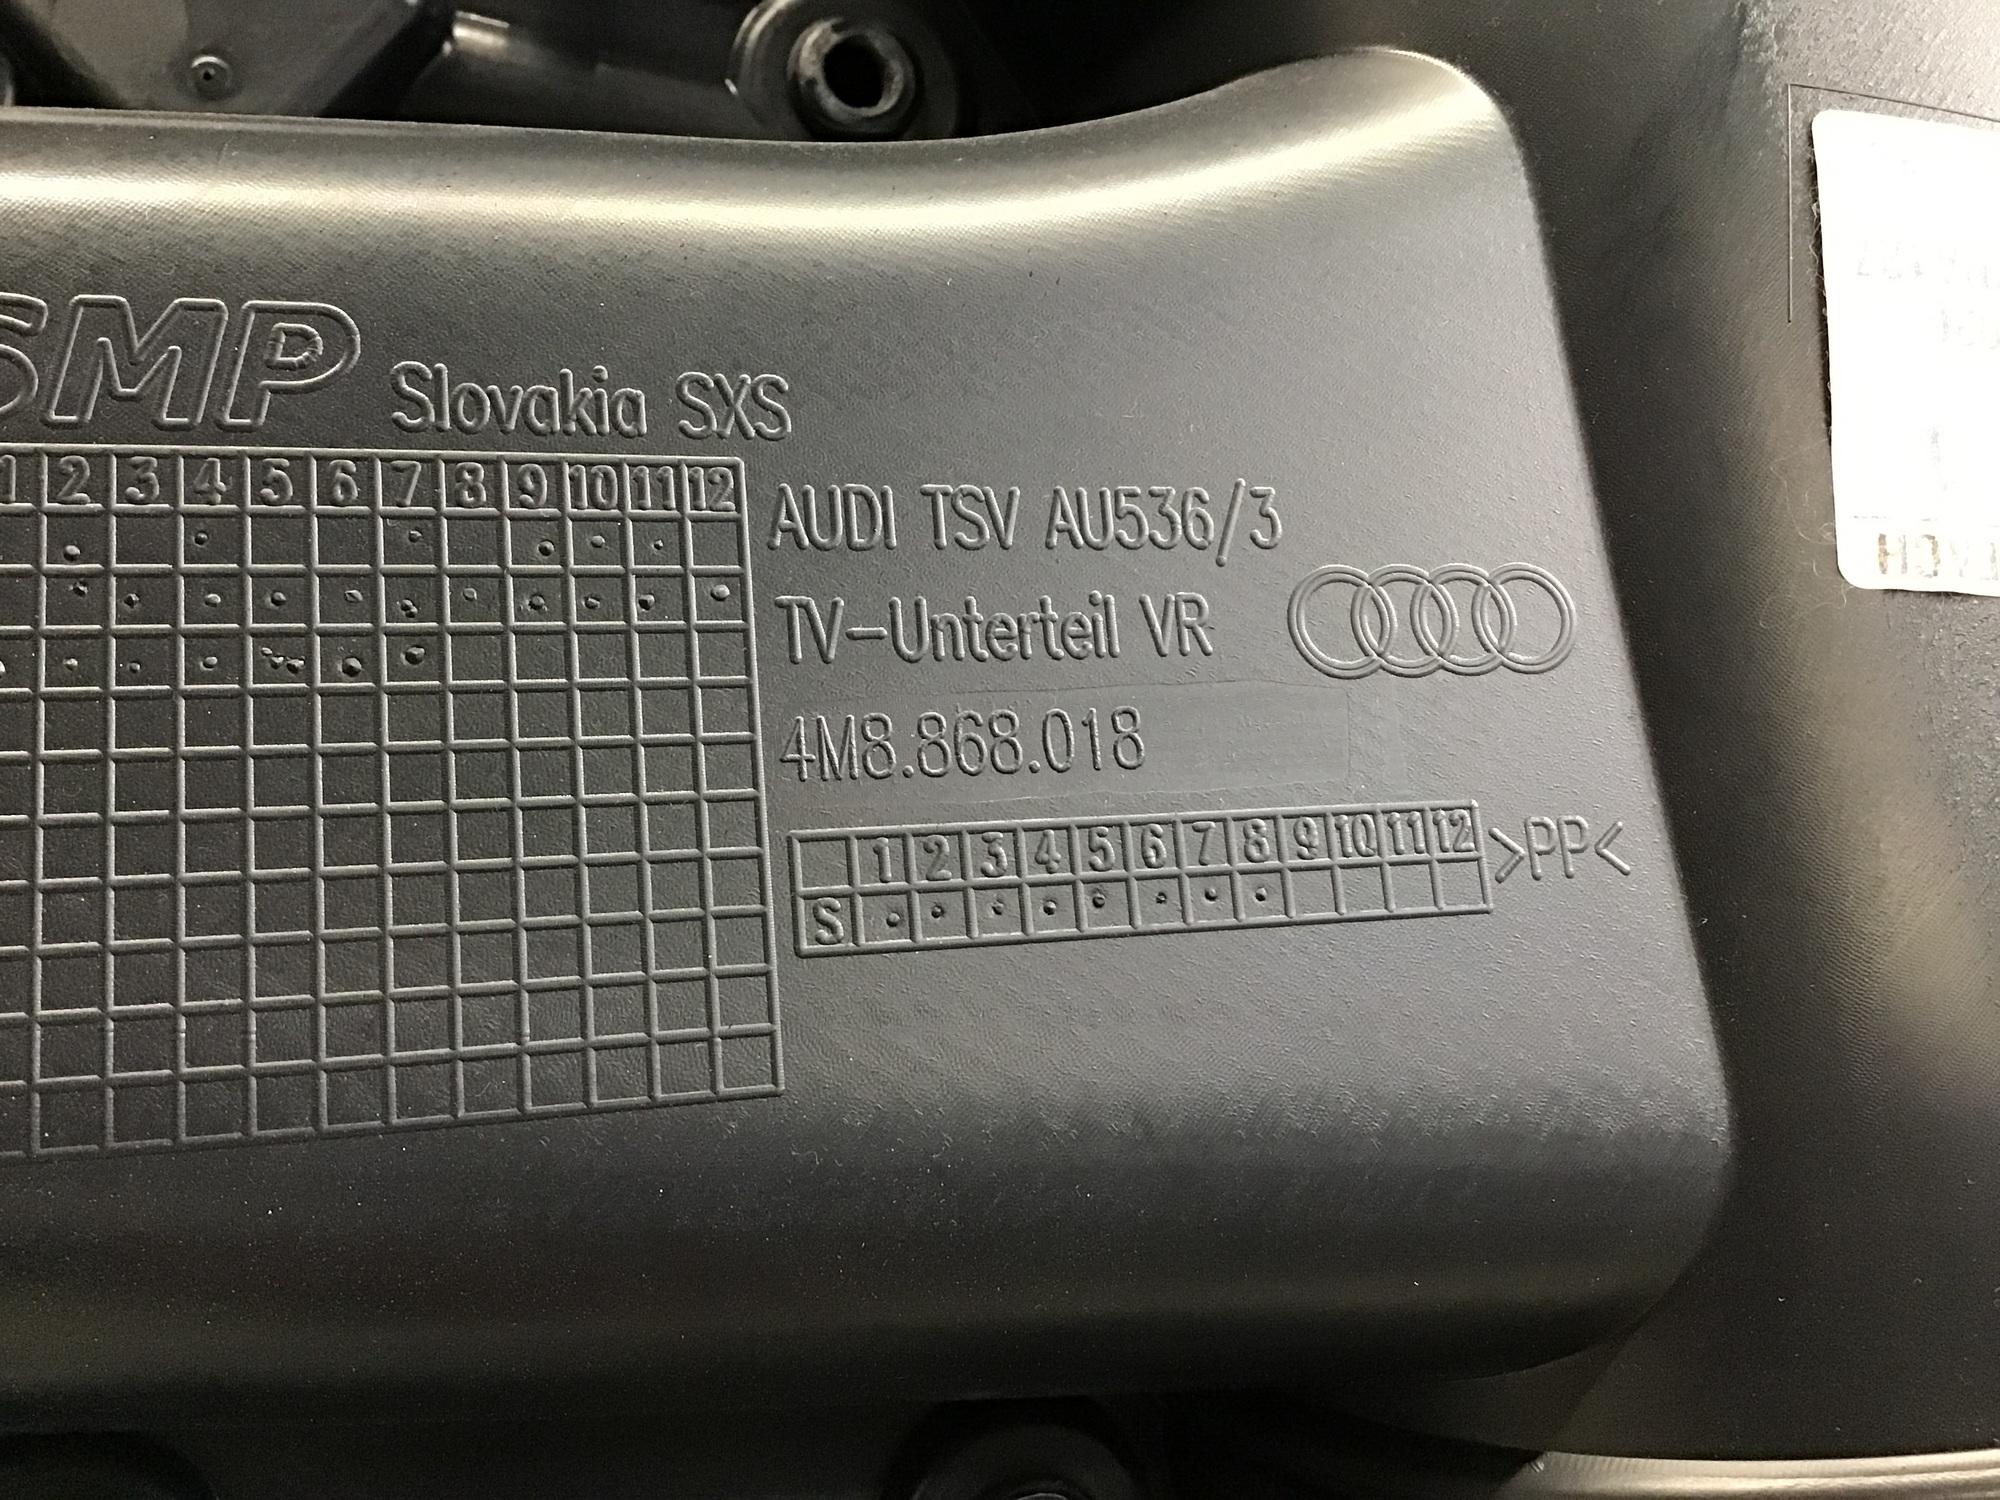 SMP Slovakia SXS
1 2 3 4 5 6 7 8 9 10 11 12
AUDI TSV AU536/3
TV-Unterteil VR
4M8.868.018
1 2 3 4 5 6 7 8 9 10 11 12
S
>PP<